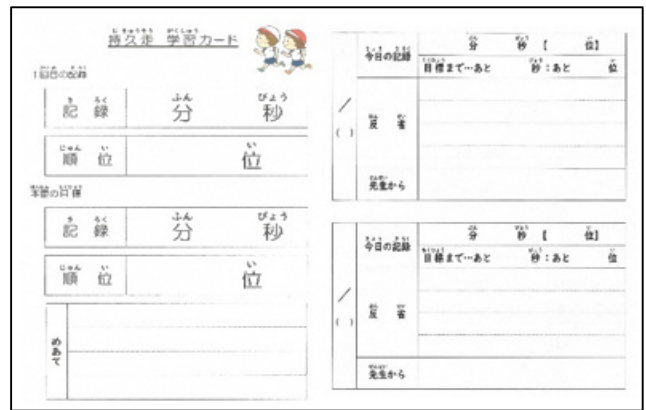 持久走 学習カード
1回目の記録
記録 分 秒
順位 位
本番の目標
記録 分 秒
順位 位
めあて
/
( )
今日の記録 分 秒 【 位】
目標まで…あと 秒:あと 位
反省
先生から
/
( )
今日の記録 分 秒 【 位】
目標まで…あと 秒:あと 位
反省
先生から